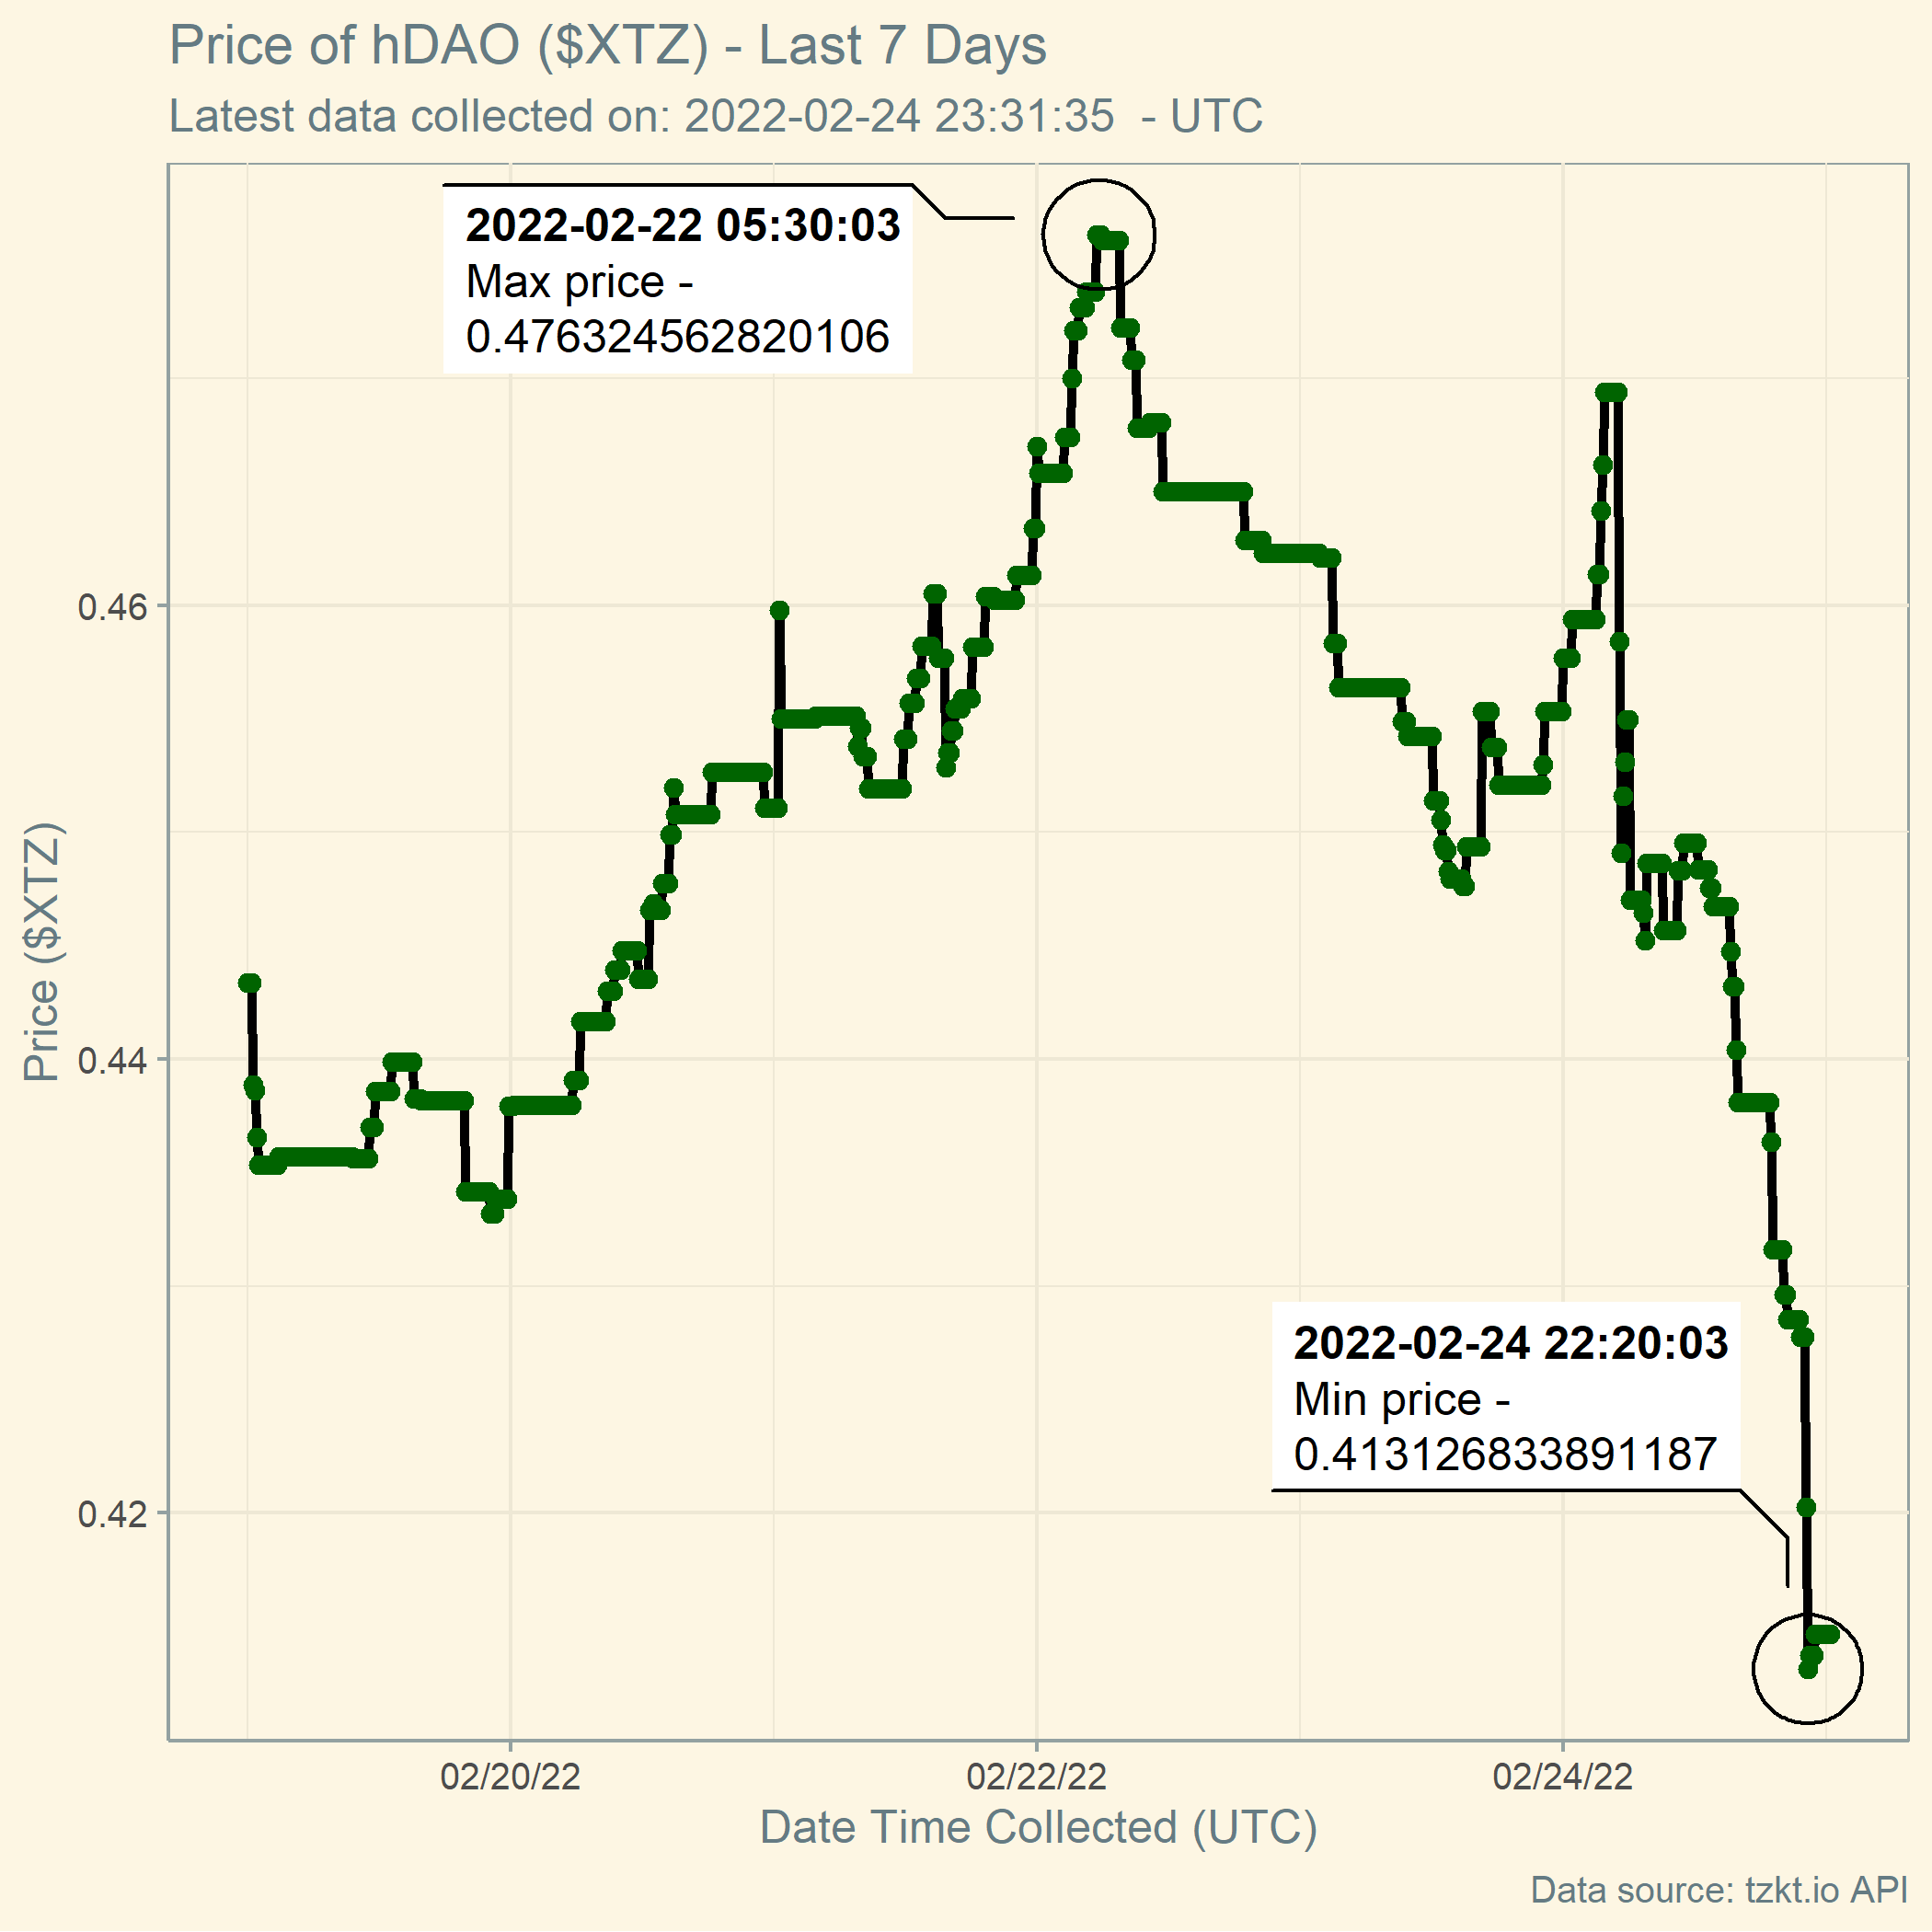 Price of hDAO ($XTZ) - Last 7 Days
Latest data collected on: 2022-02-24 23:31:35  - UTC
2022-02-22 05:30:03
Max price -
0.476324562820106
0.46
0.44
0.42
Price ($XTZ)
2022-02-24 22:20:03
Min price -
0.413126833891187
02/20/22
02/22/22
02/24/22
Date Time Collected (UTC)
Data source: tzkt.io API